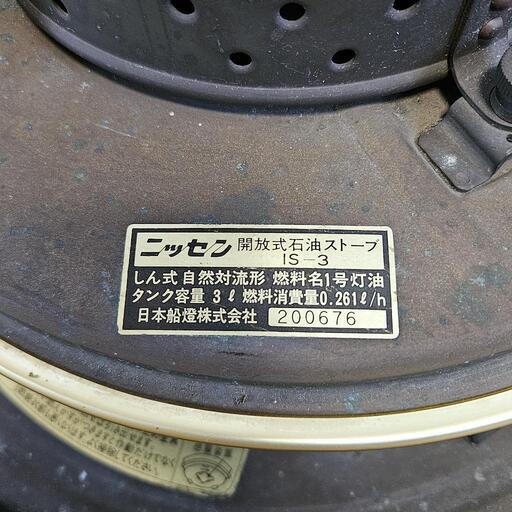 ニッセン 開放式石油ストーブ
IS-3
しん式 自然対流形 燃料名1号灯油
タンク容量 3ℓ 燃料消費量0.261ℓ/h
日本船燈株式会社 200676